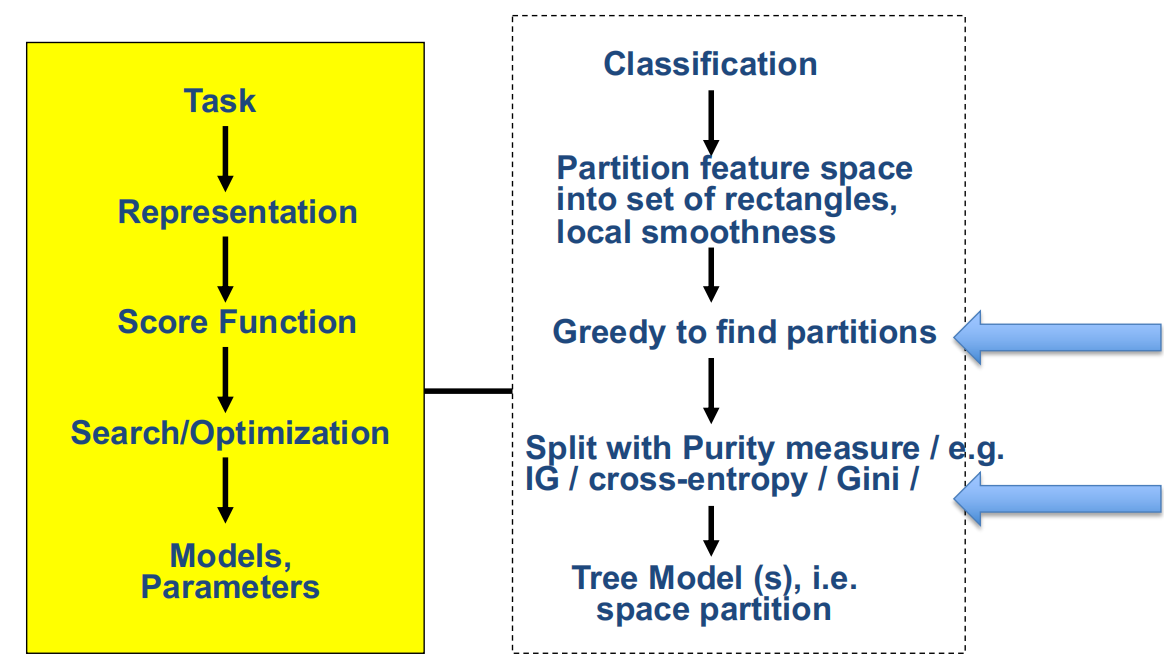 Task
Representation
Score Function
Search/Optimization
Models,
Parameters
Classification
Partition feature space
into set of rectangles,
local smoothness
Greedy to find partitions
Split with Purity measure / e.g.
IG / cross-entropy / Gini /
Tree Model (s), i.e.
space partition